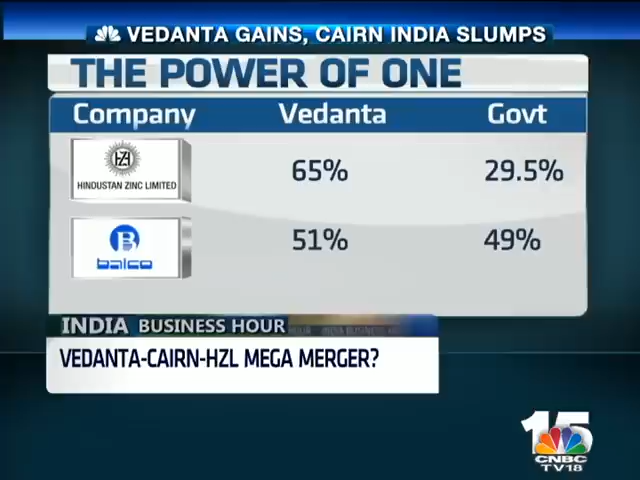 VEDANTA GAINS, CAIRN INDIA SLUMPS
THE POWER OF ONE
Company Vedanta Govt
HZL
HINDUSTAN ZINC LIMITED 65% 29.5%
B
balco 51% 49%
INDIA BUSINESS HOUR
VEDANTA-CAIRN-HZL MEGA MERGER?
15
CNBC
TV18